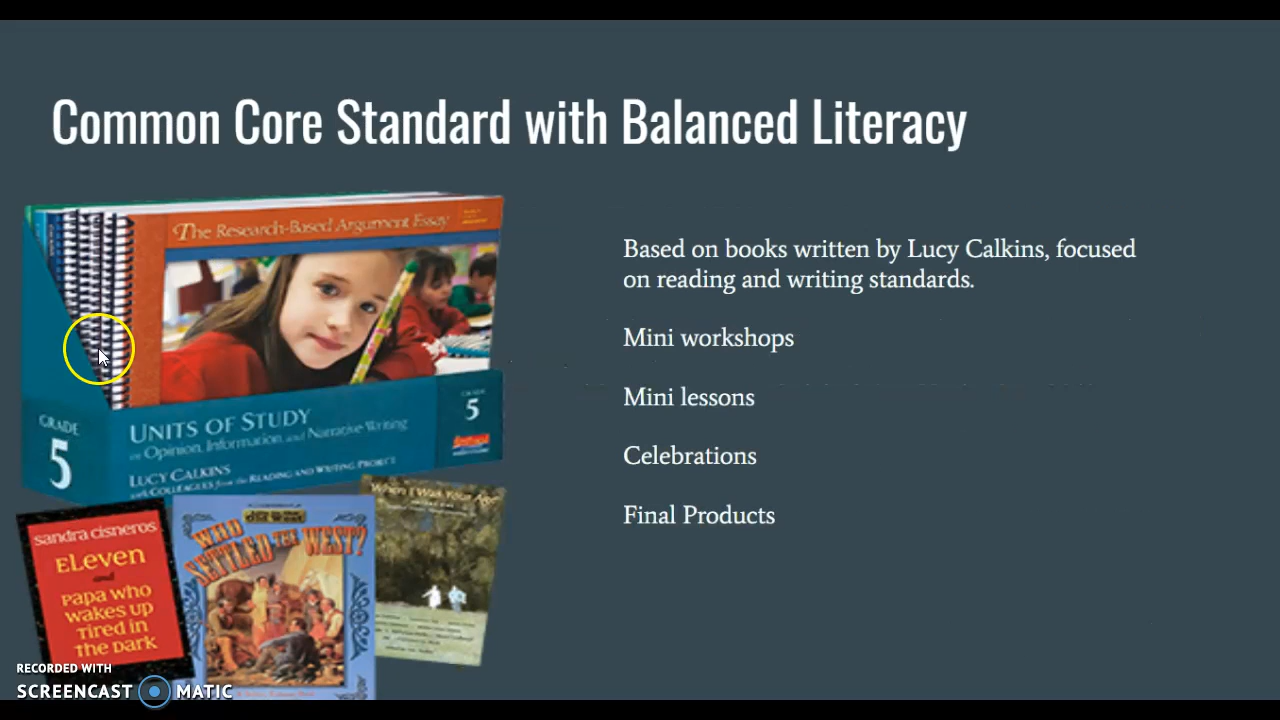 Common Core Standard with Balanced Literacy
The Research-Based Argument Essay
GRADE
5
GRADE
5
UNITS OF STUDY
in Opinion, Information, and Narrative Writing
LUCY CALKINS
with COLLEAGUES from the READING AND WRITING PROJECT
sandra cisneros
ELeven
and
Papa who
wakes up
Tired in
The Dark
old West
WHO
SETTLED THE WEST?
When I Was Your Age
Based on books written by Lucy Calkins, focused
on reading and writing standards.
Mini workshops
Mini lessons
Celebrations
Final Products
RECORDED WITH
SCREENCAST MATIC